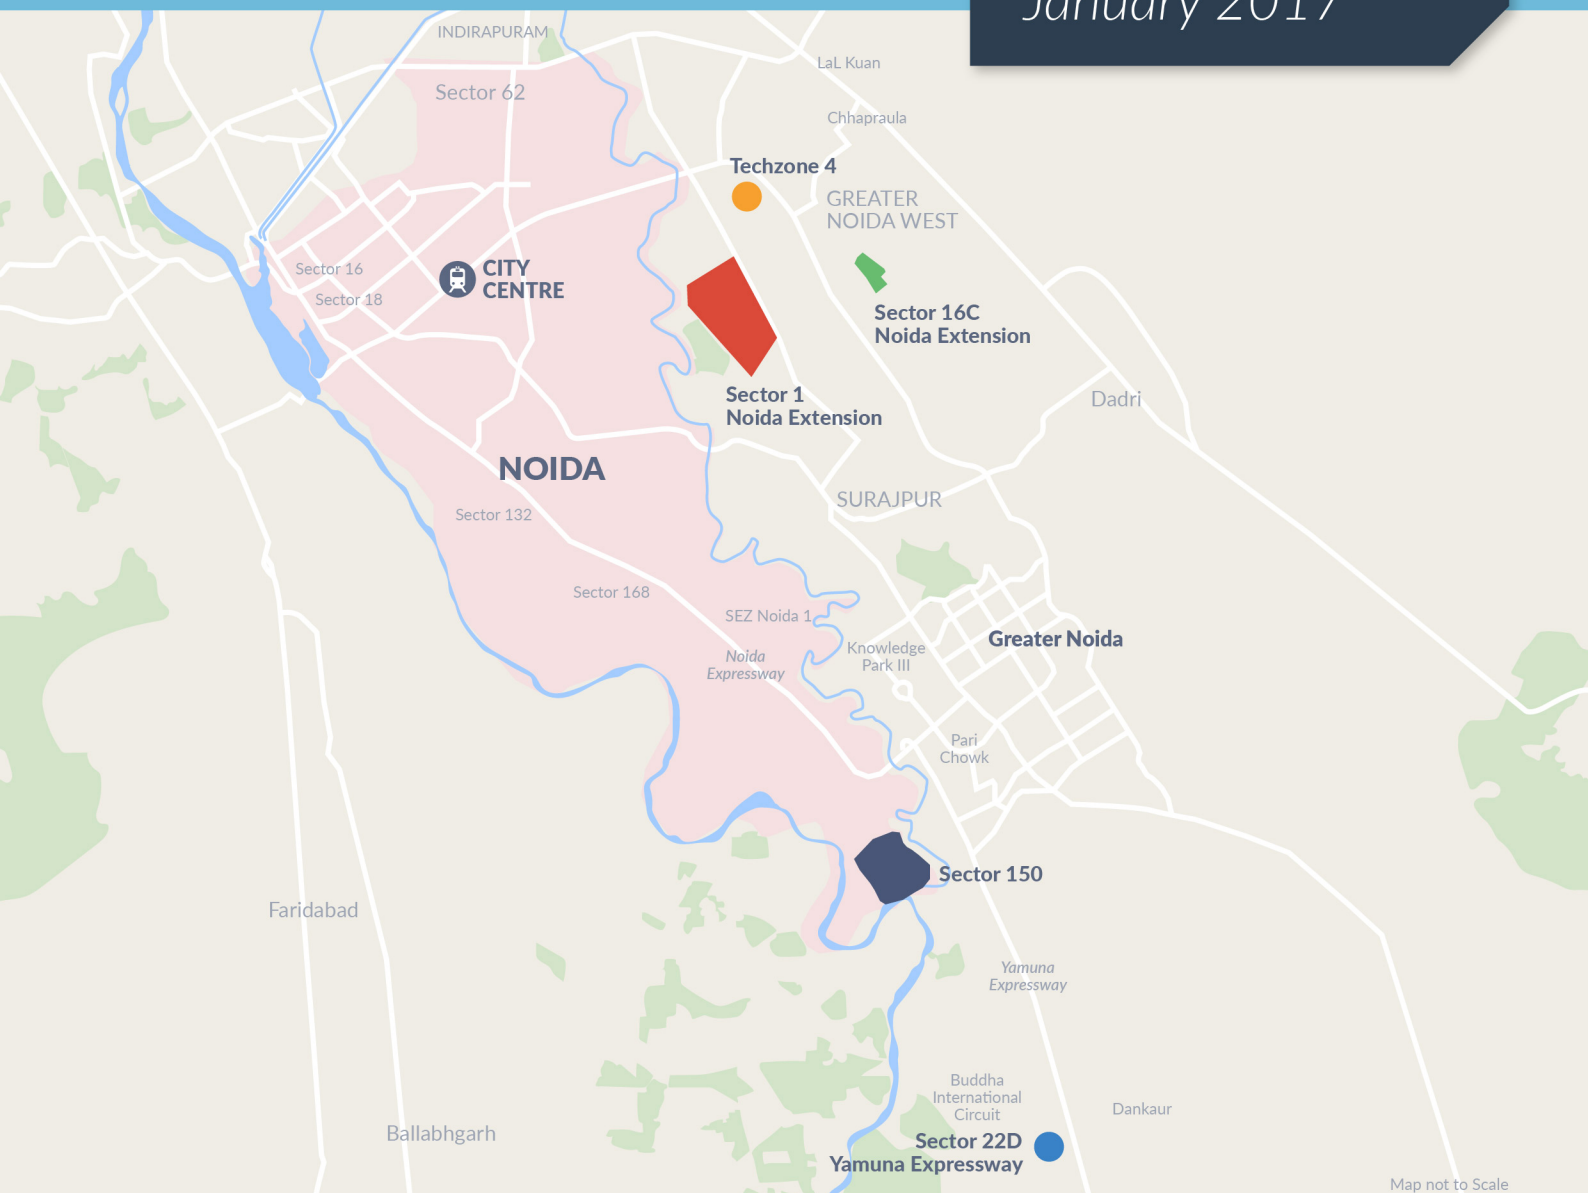 January 2017
INDIRAPURAM
LaL Kuan
Sector 62
Chhapraula
Techzone 4
GREATER
NOIDA WEST
Sector 16
CITY
CENTRE
Sector 18
Sector 16C
Noida Extension
Sector 1
Noida Extension
Dadri
NOIDA
SURAJPUR
Sector 132
Sector 168
SEZ Noida 1
Greater Noida
Knowledge
Park III
Noida
Expressway
Pari
Chowk
Sector 150
Faridabad
Yamuna
Expressway
Buddha
International
Circuit
Dankaur
Ballabhgarh
Sector 22D
Yamuna Expressway
Map not to Scale